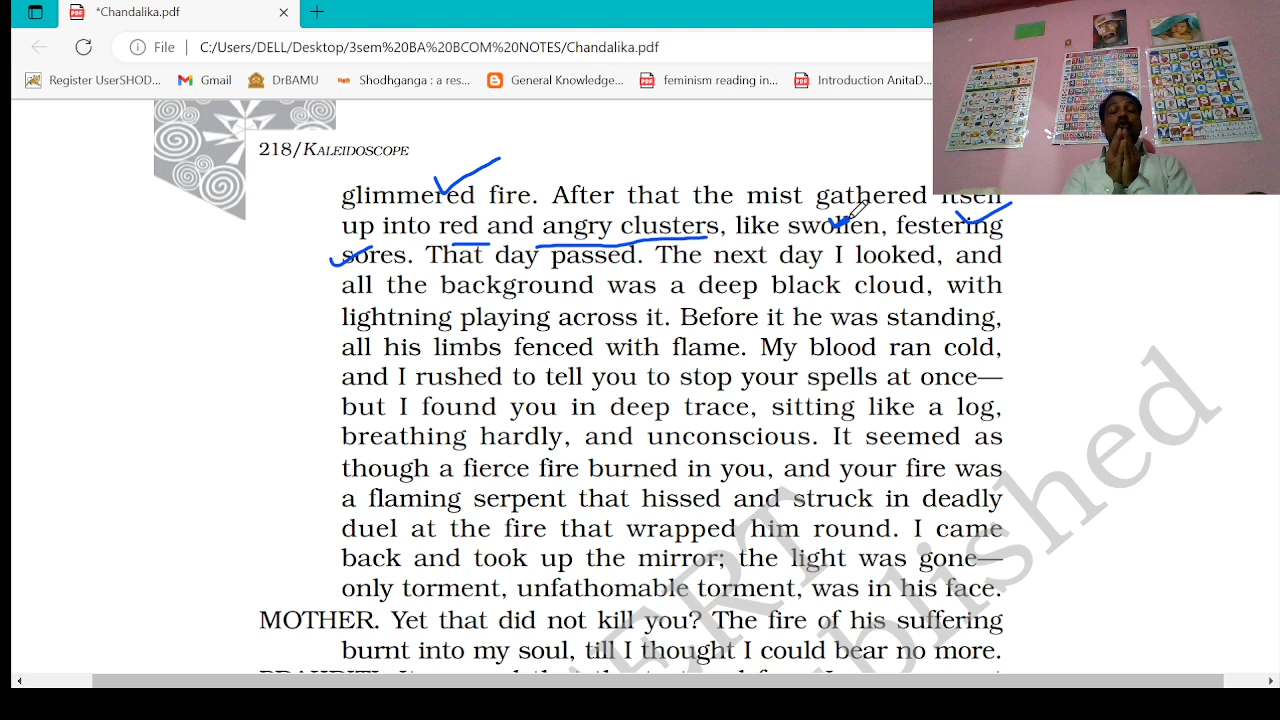 *Chandalika.pdf
File C:/Users/DELL/Desktop/3sem%20BA%20BCOM%20NOTES/Chandalika.pdf
Register UserSHOD... Gmail DrBAMU Shodhganga : a res... General Knowledge... feminism reading in... Introduction AnitaD...
218/KALEIDOSCOPE
glimmered fire. After that the mist gathered itself
up into red and angry clusters, like swollen, festering
sores. That day passed. The next day I looked, and
all the background was a deep black cloud, with
lightning playing across it. Before it he was standing,
all his limbs fenced with flame. My blood ran cold,
and I rushed to tell you to stop your spells at once—
but I found you in deep trace, sitting like a log,
breathing hardly, and unconscious. It seemed as
though a fierce fire burned in you, and your fire was
a flaming serpent that hissed and struck in deadly
duel at the fire that wrapped him round. I came
back and took up the mirror; the light was gone—
only torment, unfathomable torment, was in his face.
MOTHER. Yet that did not kill you? The fire of his suffering
burnt into my soul, till I thought I could bear no more.